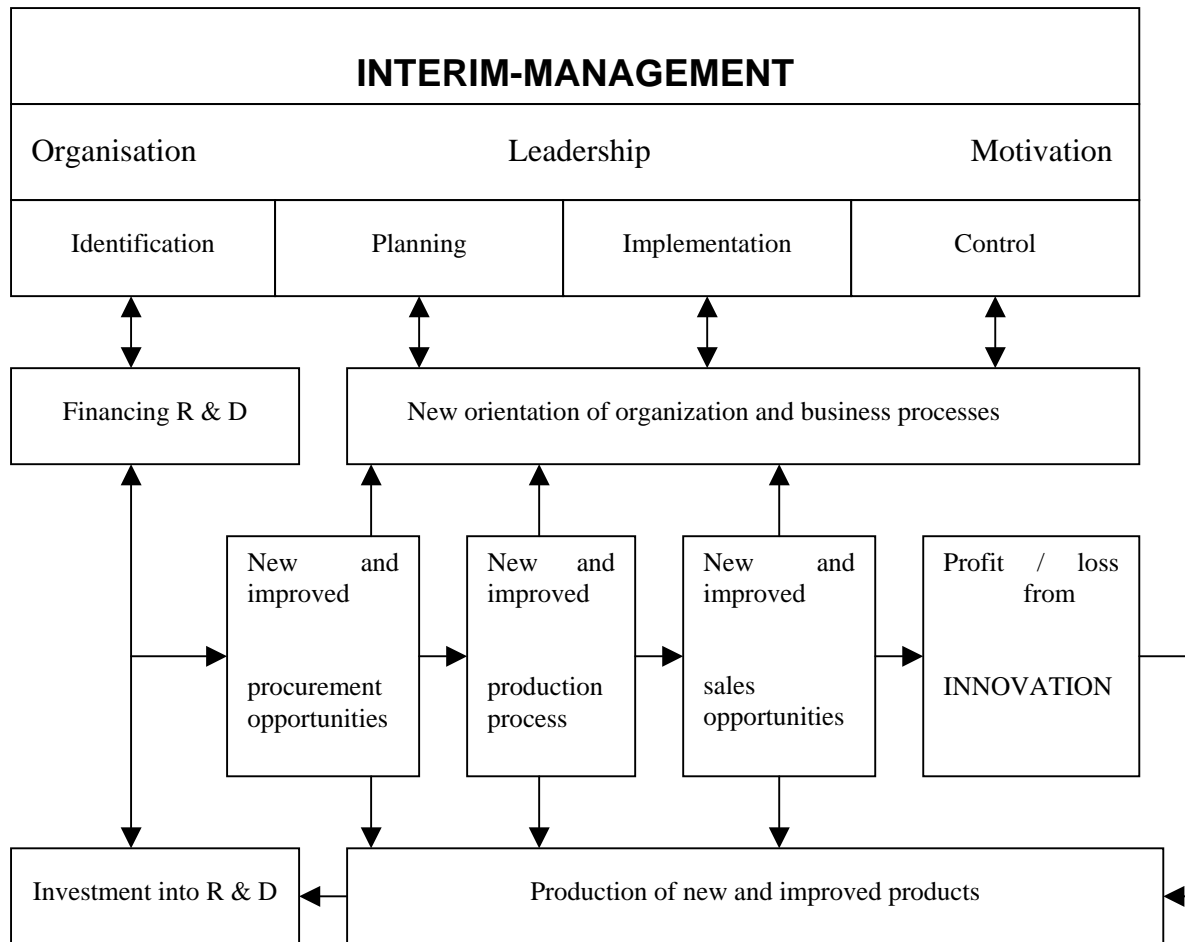 INTERIM-MANAGEMENT
Organisation Leadership Motivation
Identification Planning Implementation Control
Financing R & D
New orientation of organization and business processes
New and
improved
procurement
opportunities
New and
improved
production
process
New and
improved
sales
opportunities
Profit / loss
from
INNOVATION
Investment into R & D
Production of new and improved products